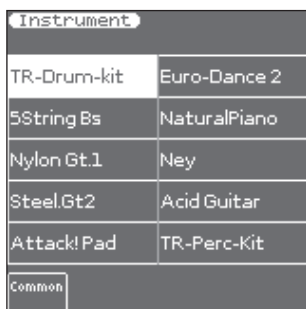 Instrument
TR-Drum-kit
Euro-Dance 2
5String Bs
NaturalPiano
Nylon Gt.1
Ney
Steel.Gt2
Acid Guitar
Attack!Pad
TR-Perc-Kit
Common